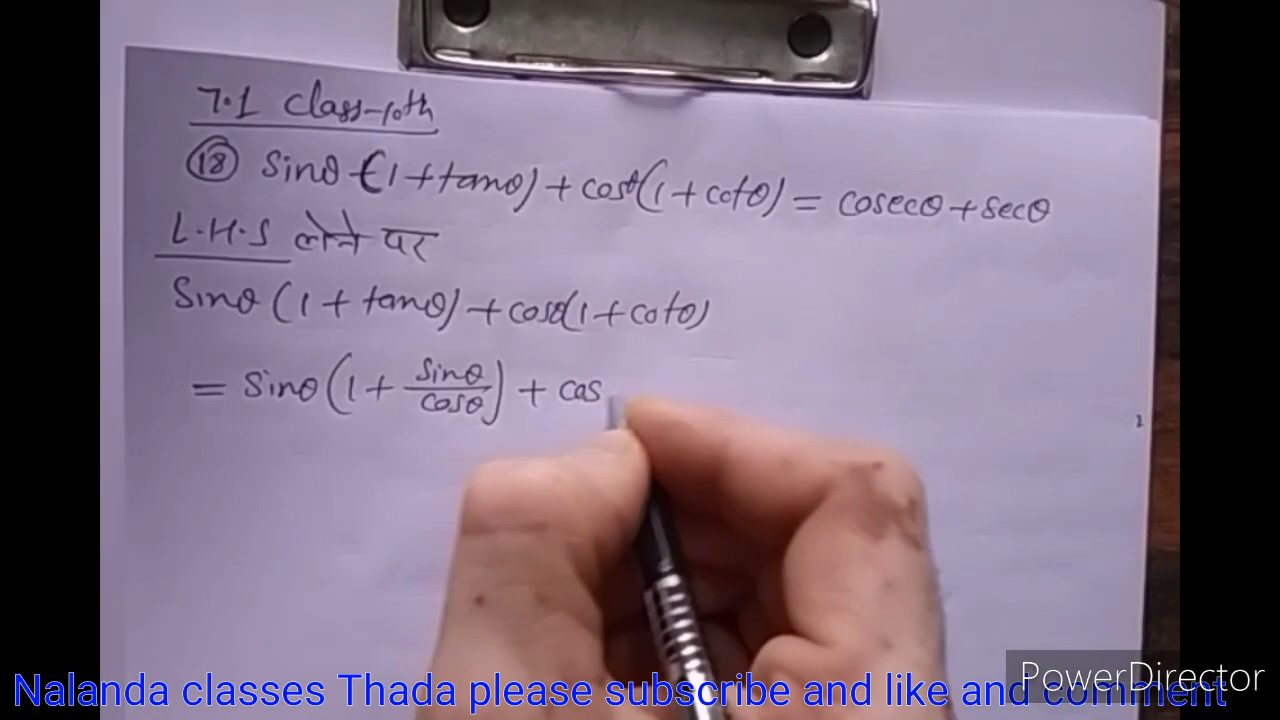 7.1 Class-10th
(18) sinθ (1 + tanθ) + cosθ (1 + cotθ) = cosecθ + secθ
L.H.S लेने पर
sinθ (1 + tanθ) + cosθ (1 + cotθ)
= sinθ (1 + sinθ/cosθ) + cos
2
PowerDirector
Nalanda classes Thada please subscribe and like and comment